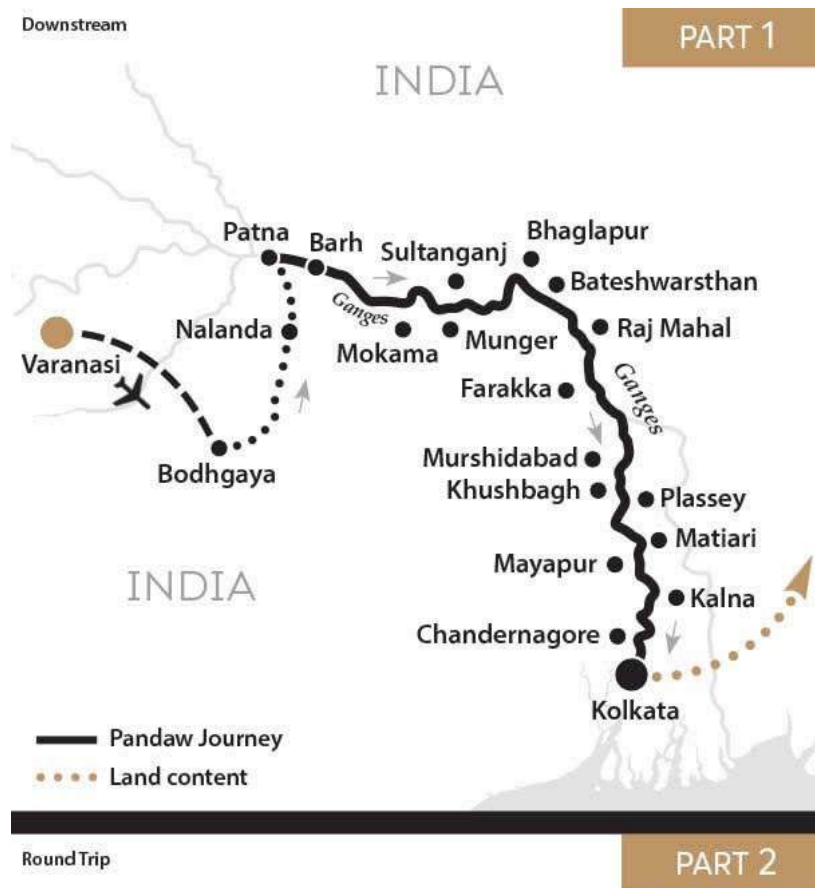 Downstream
PART 1
INDIA
Patna
Barh
Sultanganj
Bhaglapur
Bateshwarsthan
Ganges
Varanasi
Nalanda
Mokama
Munger
Raj Mahal
Farakka
Ganges
Bodhgaya
Murshidabad
Khushbagh
Plassey
Matiari
INDIA
Mayapur
Kalna
Chandernagore
Kolkata
Pandaw Journey
Land content
Round Trip
PART 2